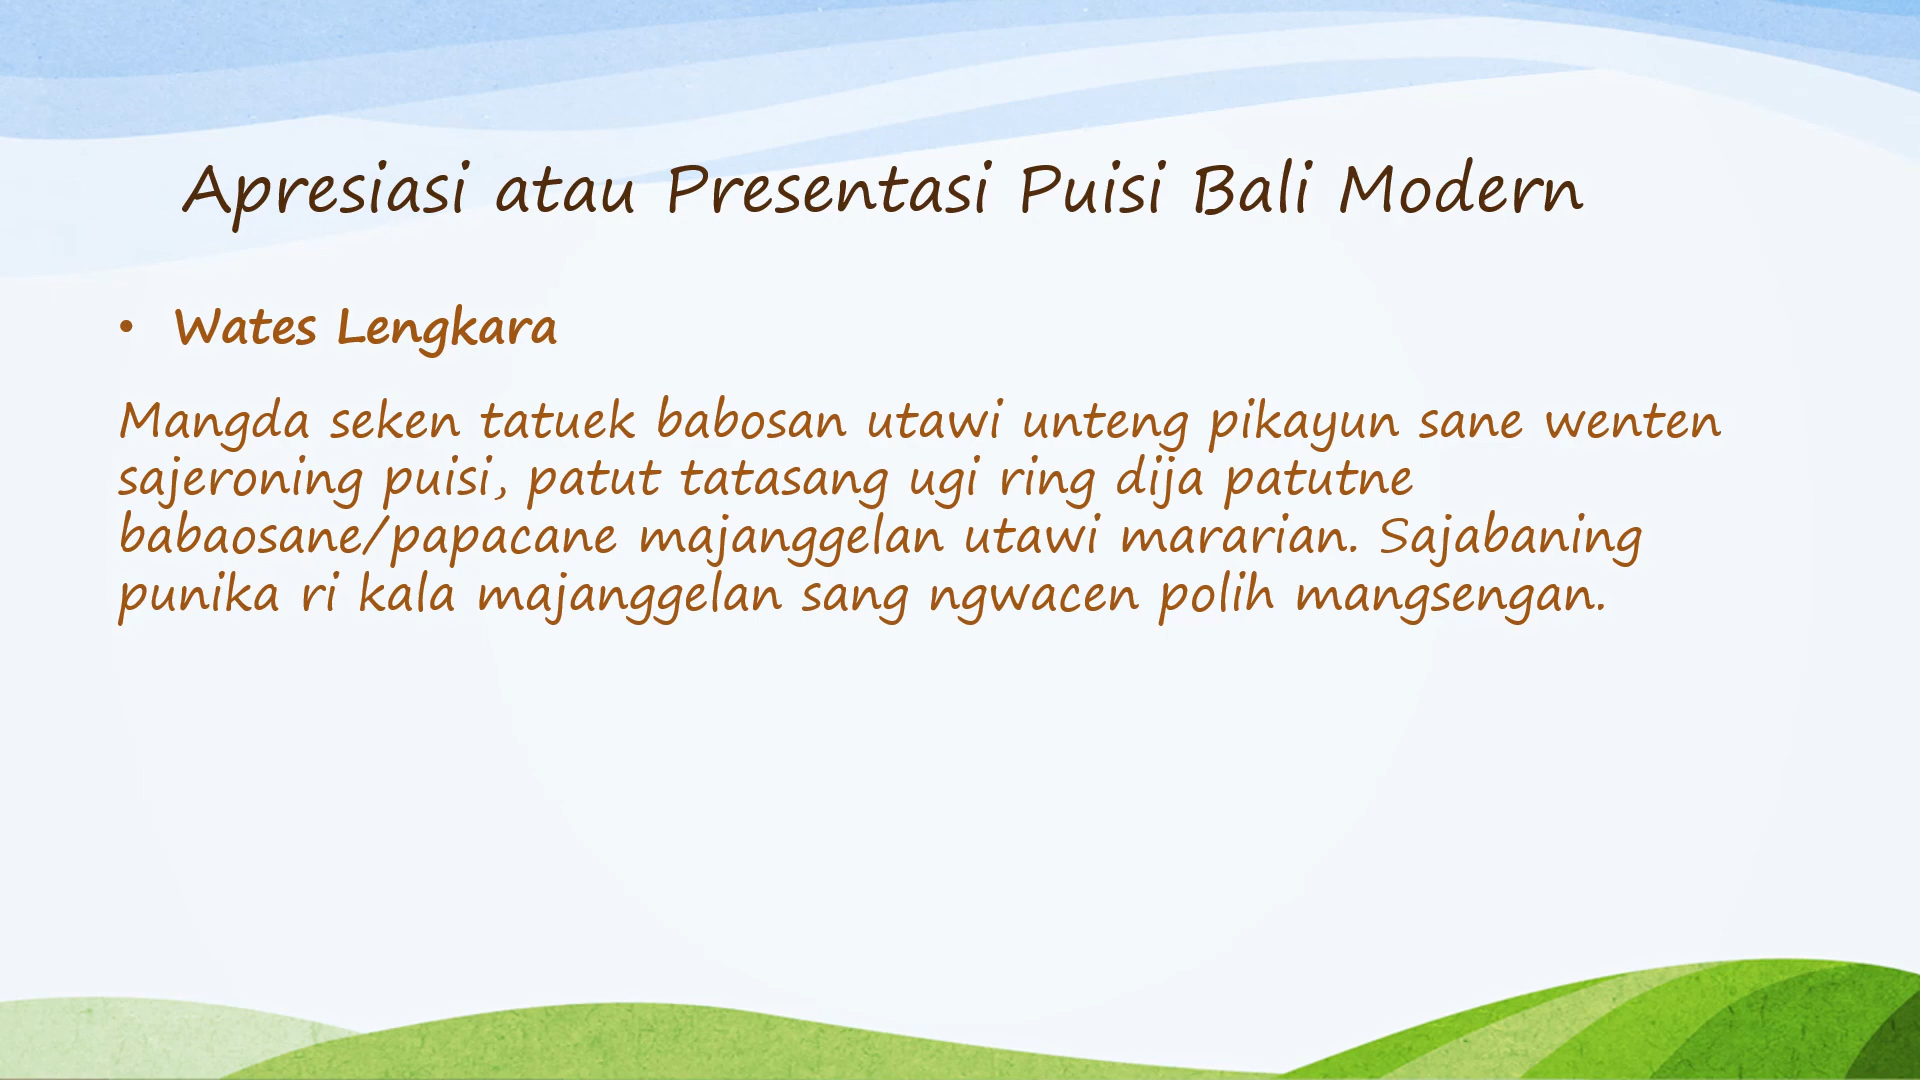 Apresiasi atau Presentasi Puisi Bali Modern
• Wates Lengkara
Mangda seken tatuek babosan utawi unteng pikayun sane wenten
sajeroning puisi, patut tatasang ugi ring dija patutne
babaosane/papacane majanggelan utawi mararian. Sajabaning
punika ri kala majanggelan sang ngwacen polih mangsengan.